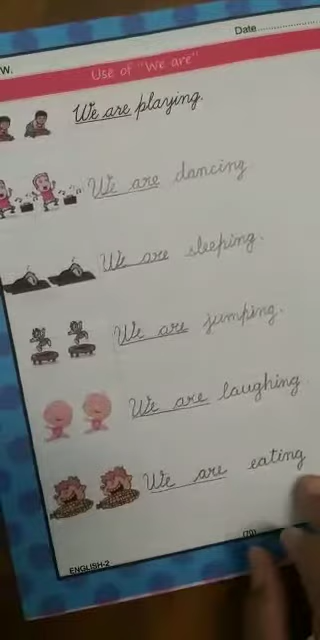 Date
W.
Use of "We are"
We are playing.
We are dancing
We are sleeping.
We are jumping.
We are laughing.
We are eating
ENGLISH-2
(70)